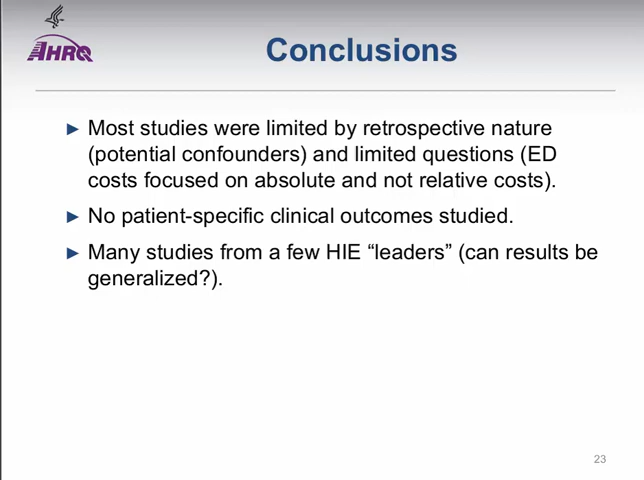 AHRQ
Conclusions
► Most studies were limited by retrospective nature
(potential confounders) and limited questions (ED
costs focused on absolute and not relative costs).
► No patient-specific clinical outcomes studied.
► Many studies from a few HIE “leaders” (can results be
generalized?).
23